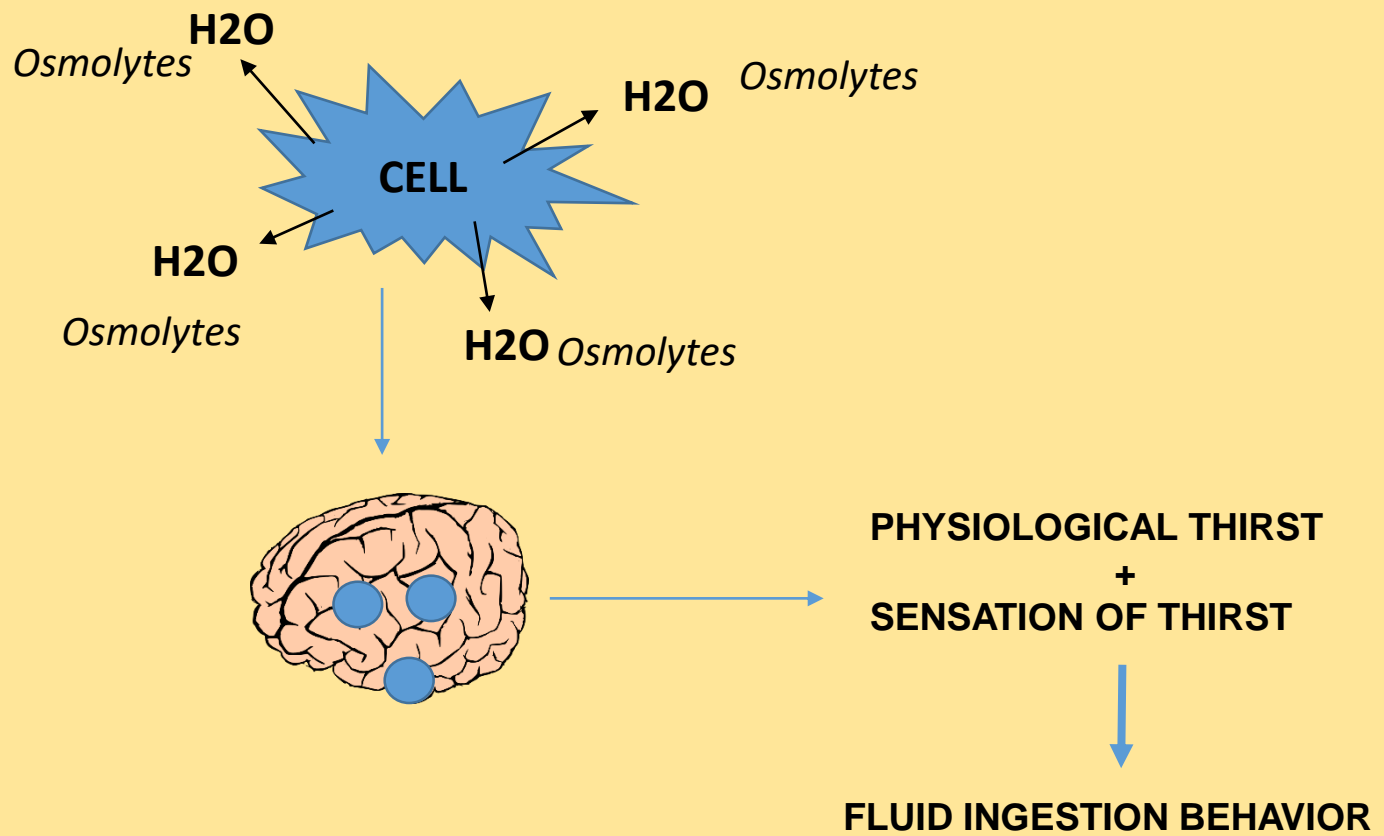 H2O
Osmolytes
H2O
Osmolytes
CELL
H2O
Osmolytes
H2O
Osmolytes
PHYSIOLOGICAL THIRST
+
SENSATION OF THIRST
FLUID INGESTION BEHAVIOR